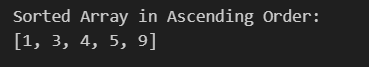 Sorted Array in Ascending Order:
[1, 3, 4, 5, 9]